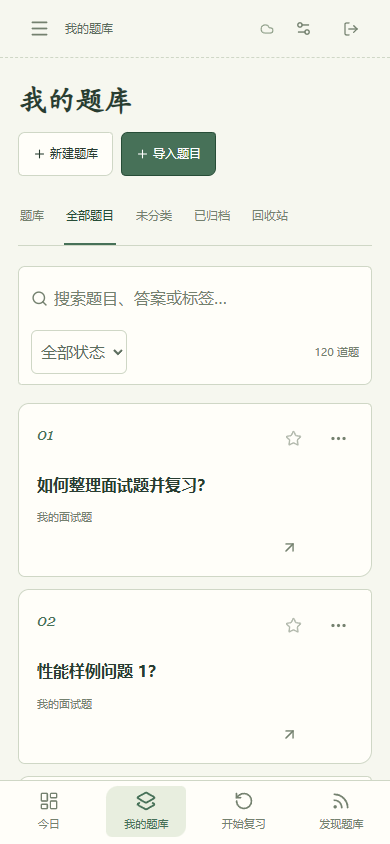 我的题库
我的题库
+ 新建题库
+ 导入题目
题库 全部题目 未分类 已归档 回收站
搜索题目、答案或标签...
全部状态
120 道题
01
如何整理面试题并复习?
我的面试题
02
性能样例问题 1?
我的面试题
今日 我的题库 开始复习 发现题库